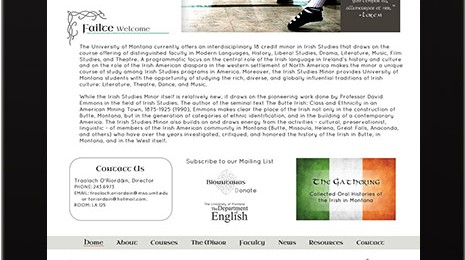 you cumplet to,
ullamcorper at, no."
~Lorem
Failte Welcome
The University of Montana currently offers an interdisciplinary 18 credit minor in Irish Studies that draws on the
course offering of distinguished faculty in Modern Languages, History, Liberal Studies, Drama, Literature, Music, Film
Studies, and Theatre. A programmatic focus on the central role of the Irish language in Ireland's history and culture
and on the role of the Irish American diaspora in the western settlement of North America makes the minor a unique
course of study among Irish Studies programs in America. Moreover, the Irish Studies Minor provides University of
Montana students with the opportunity of studying the rich, diverse, and globally influential traditions of Irish
culture: Literature, Theatre, Dance, and Music.
While the Irish Studies Minor itself is relatively new, it draws on the pioneering work done by Professor David
Emmons in the field of Irish Studies. The author of the seminal text The Butte Irish: Class and Ethnicity in an
American Mining Town, 1875-1925 (1990), Emmons makes clear the place of the Irish not only in the construction of
Butte, Montana, but in the generation of categories of ethnic identification, and in the building of a contemporary
America. The Irish Studies Minor also builds on and draws energy from the activities - cultural, preservational,
linguistic - of members of the Irish American community in Montana (Butte, Missoula, Helena, Great Falls, Anaconda,
and others) who have over the years investigated, critiqued, and honored the history of the Irish in Butte, in
Montana, and in the West itself.
Contact Us
Traolach O'Riordáin, Director
PHONE: 243.6973
EMAIL: traolach.oriordain@mso.umt.edu
or toriordain@hotmail.com.
ROOM: LA 125
Subscribe to our Mailing List
Donate
The University of Montana
The Department of
English
The Gathering
Collected Oral Histories of
the Irish in Montana
Home About Courses The Minor Faculty News Resources Contact